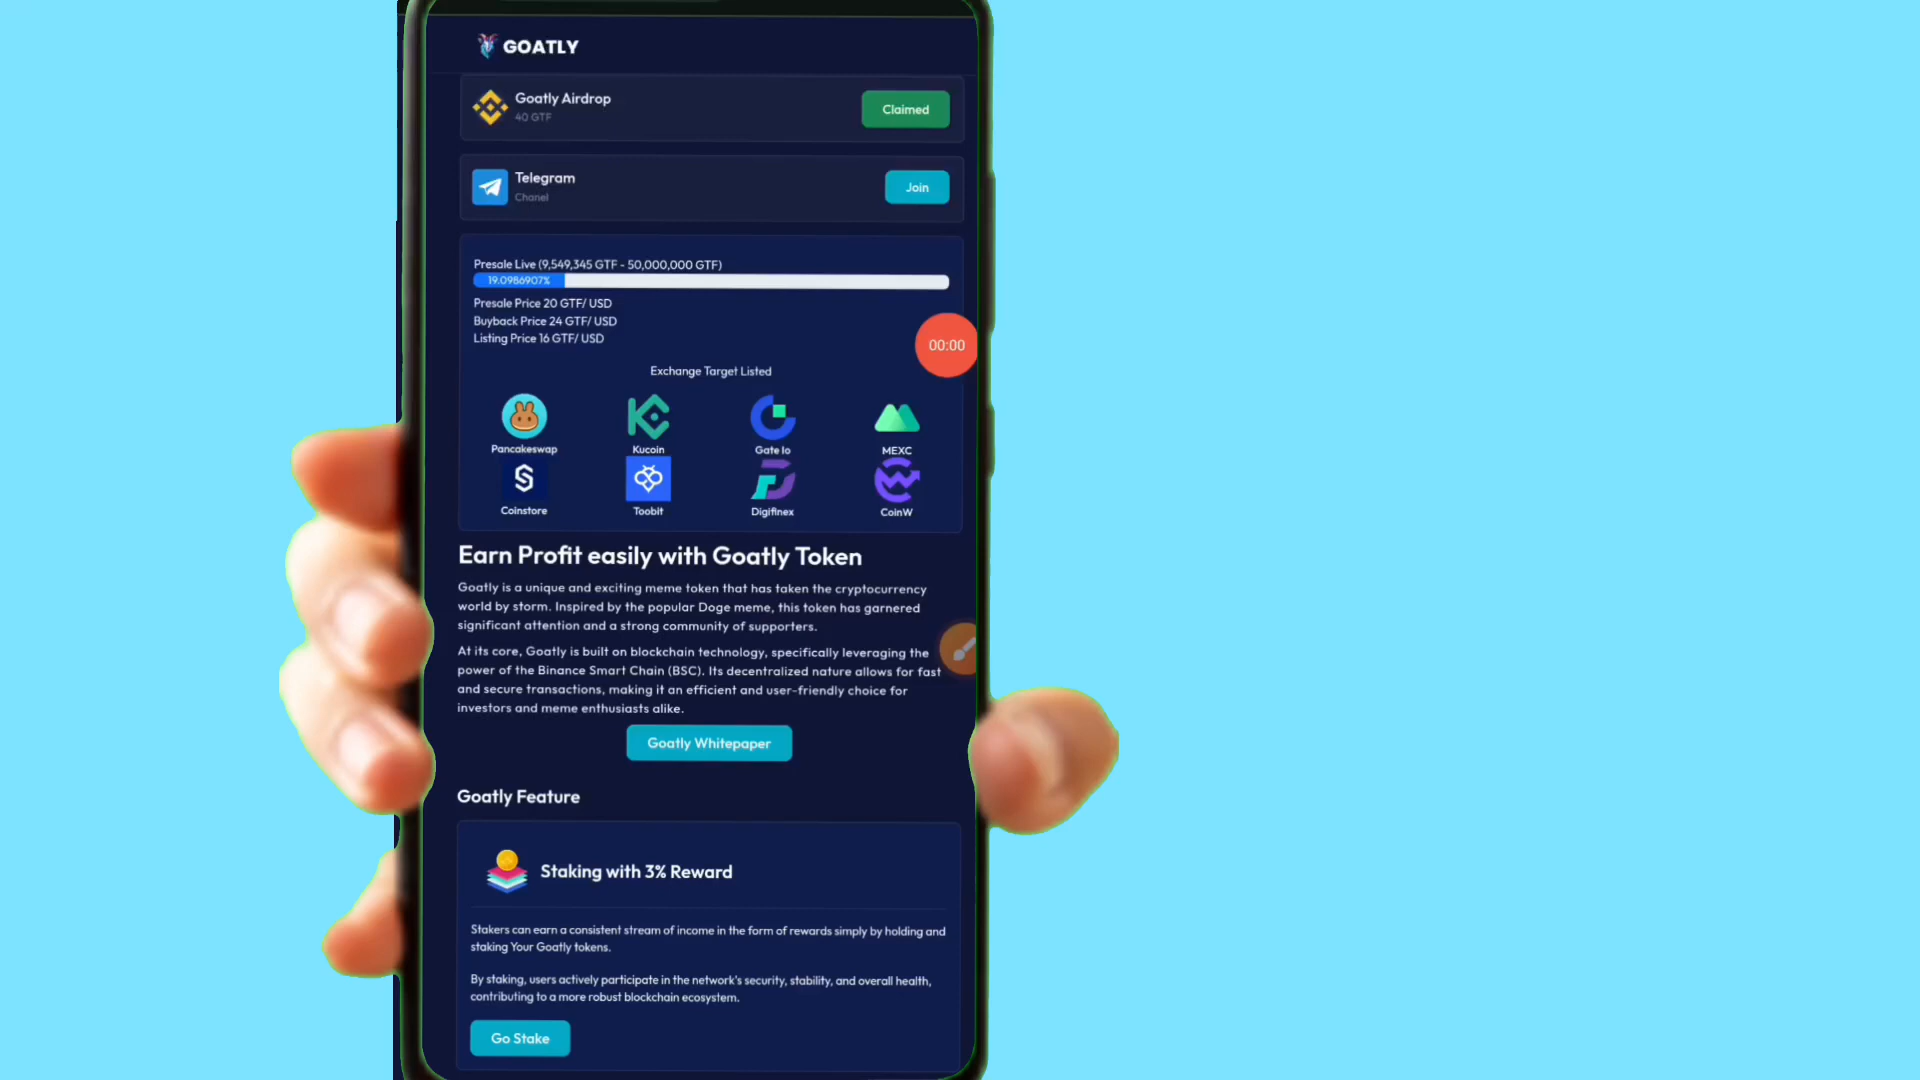 GOATLY
Goatly Airdrop
40 GTF
Claimed
Telegram
Chanel
Join
Presale Live (9,549,345 GTF - 50,000,000 GTF)
19.0986907%
Presale Price 20 GTF/ USD
Buyback Price 24 GTF/ USD
Listing Price 16 GTF/ USD
00:00
Exchange Target Listed
Pancakeswap Kucoin Gate Io MEXC
Coinstore Toobit Digifinex CoinW
Earn Profit easily with Goatly Token
Goatly is a unique and exciting meme token that has taken the cryptocurrency
world by storm. Inspired by the popular Doge meme, this token has garnered
significant attention and a strong community of supporters.
At its core, Goatly is built on blockchain technology, specifically leveraging the
power of the Binance Smart Chain (BSC). Its decentralized nature allows for fast
and secure transactions, making it an efficient and user-friendly choice for
investors and meme enthusiasts alike.
Goatly Whitepaper
Goatly Feature
Staking with 3% Reward
Stakers can earn a consistent stream of income in the form of rewards simply by holding and
staking Your Goatly tokens.
By staking, users actively participate in the network's security, stability, and overall health,
contributing to a more robust blockchain ecosystem.
Go Stake